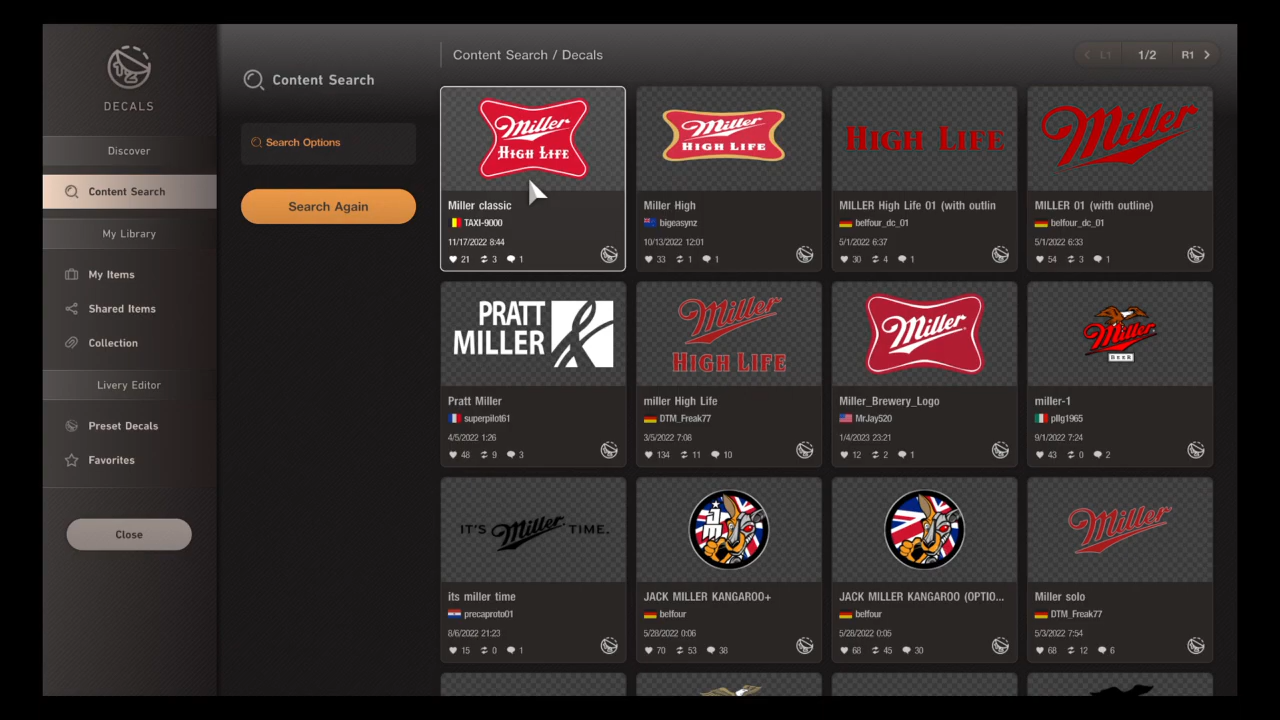 DECALS
Discover
Content Search
My Library
My Items
Shared Items
Collection
Livery Editor
Preset Decals
Favorites
Close
Content Search
Search Options
Search Again
Content Search / Decals
L1
1/2
R1
Miller
HIGH LIFE
Miller classic
TAXI-9000
11/17/2022 8:44
21 3 1
Miller
HIGH LIFE
Miller High
bigeasynz
10/13/2022 12:01
33 1 1
HIGH LIFE
MILLER High Life 01 (with outlin
belfour_dc_01
5/1/2022 6:37
30 4 1
Miller
MILLER 01 (with outline)
belfour_dc_01
5/1/2022 6:33
54 3 1
PRATT
MILLER
Pratt Miller
superpilot61
4/5/2022 1:26
48 9 3
Miller
HIGH LIFE
miller High Life
DTM_Freak77
3/5/2022 7:08
134 11 10
Miller
Miller_Brewery_Logo
MrJay520
1/4/2023 23:21
12 2 1
Miller
BEER
miller-1
pllg1965
9/1/2022 7:24
43 0 2
IT'S Miller TIME.
its miller time
precaproto01
8/6/2022 21:23
15 0 1
JM
JACK MILLER KANGAROO+
belfour
5/28/2022 0:06
70 53 38
JACK MILLER KANGAROO (OPTIO...
belfour
5/28/2022 0:05
68 45 30
Miller
Miller solo
DTM_Freak77
5/3/2022 7:54
68 12 6